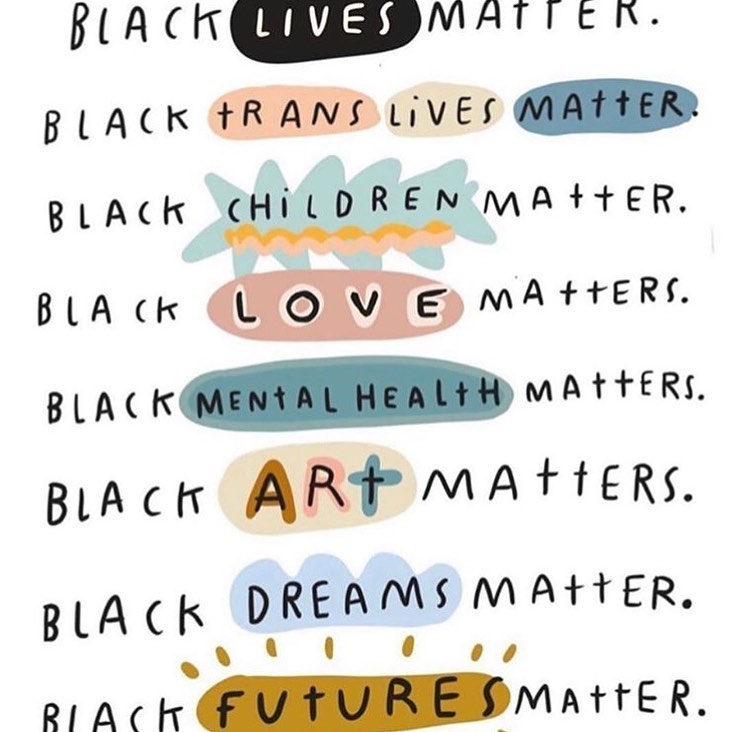 BLACK LIVES MATTER.
BLACK TRANS LIVES MATTER.
BLACK CHILDREN MATTER.
BLACK LOVE MATTERS.
BLACK MENTAL HEALTH MATTERS.
BLACK ART MATTERS.
BLACK DREAMS MATTER.
BLACK FUTURES MATTER.